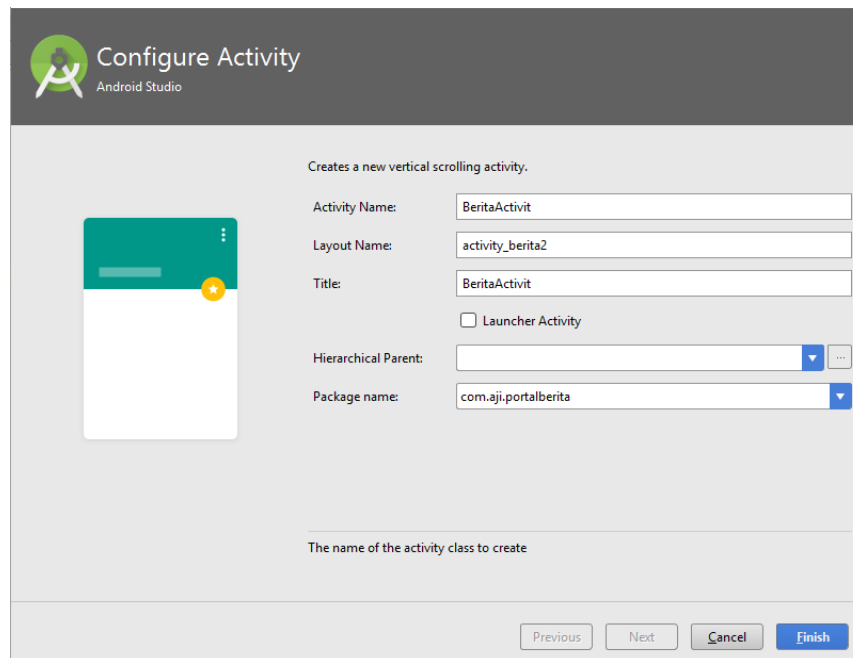 Configure Activity
Android Studio
Creates a new vertical scrolling activity.
Activity Name: BeritaActivit
Layout Name: activity_berita2
Title: BeritaActivit
Launcher Activity
Hierarchical Parent: ...
Package name: com.aji.portalberita
The name of the activity class to create
Previous Next Cancel Finish